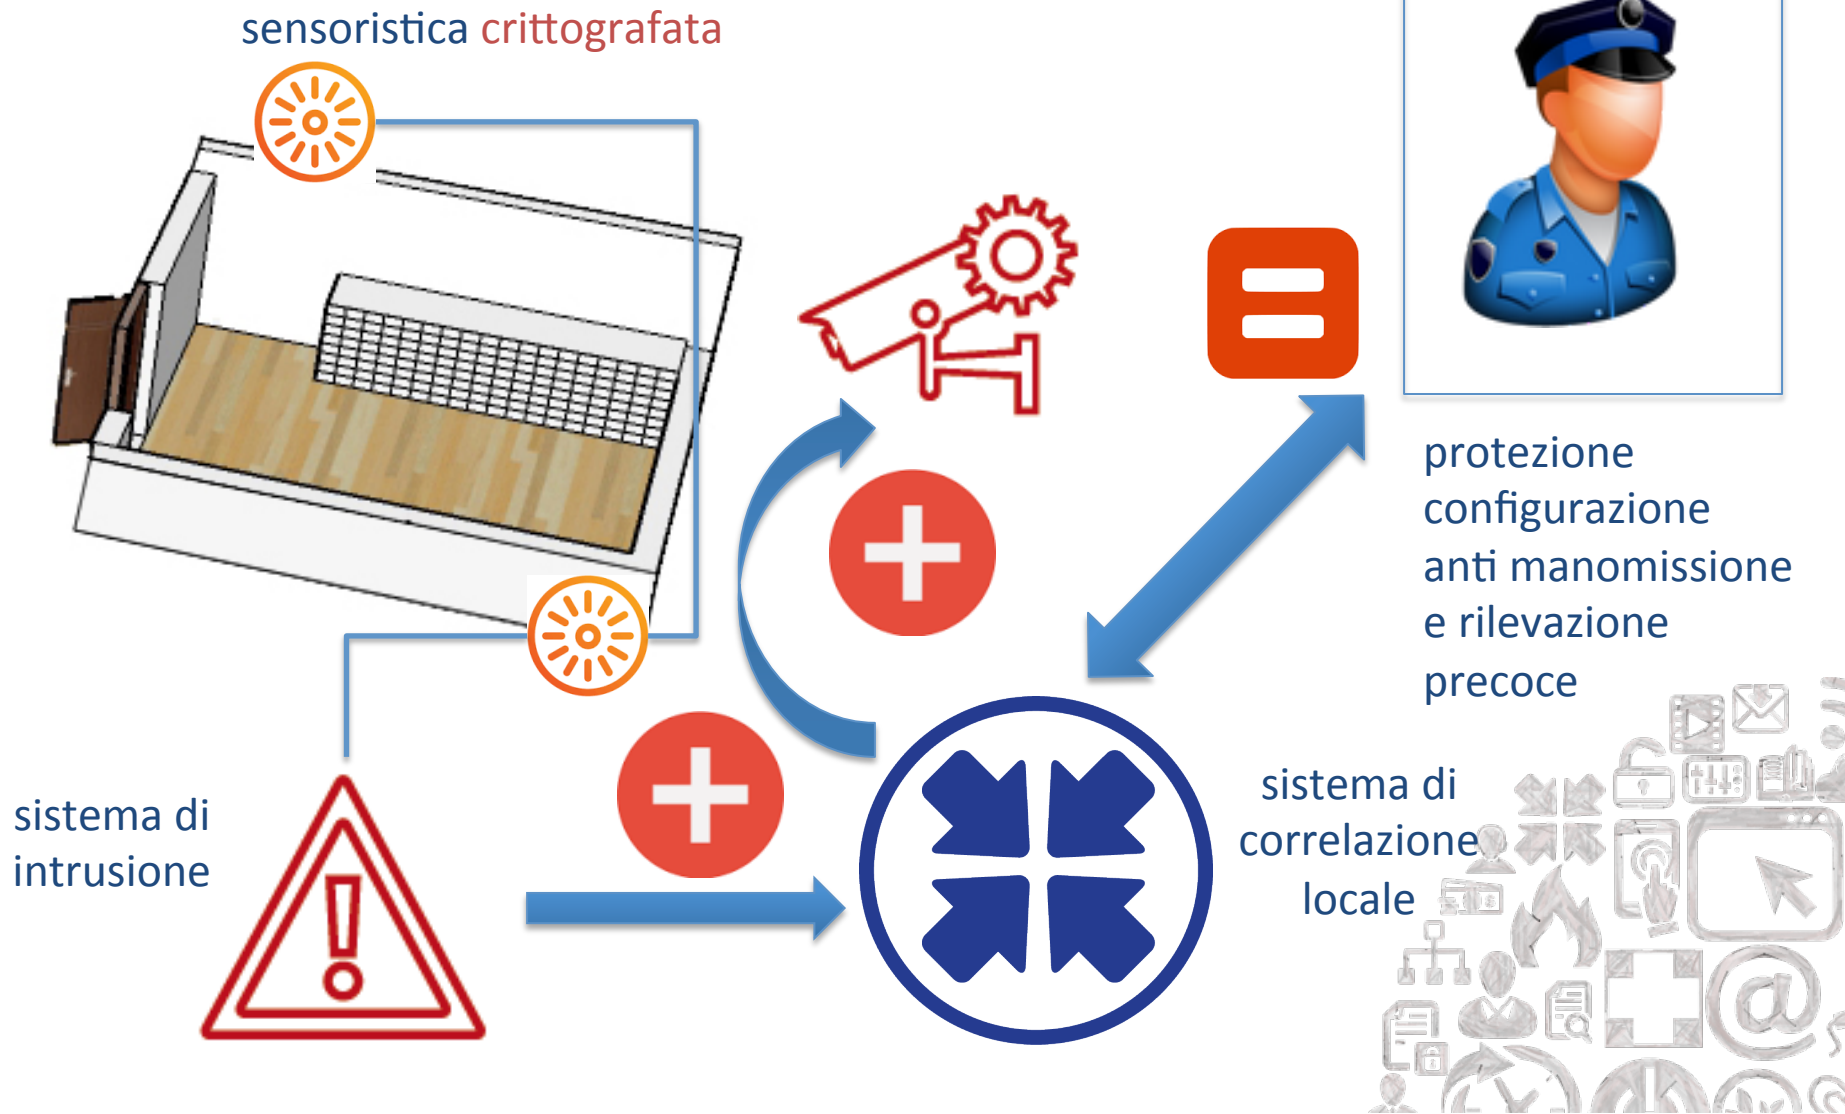 sensoristica crittografata
protezione
configurazione
anti manomissione
e rilevazione
precoce
sistema di
intrusione
sistema di
correlazione
locale